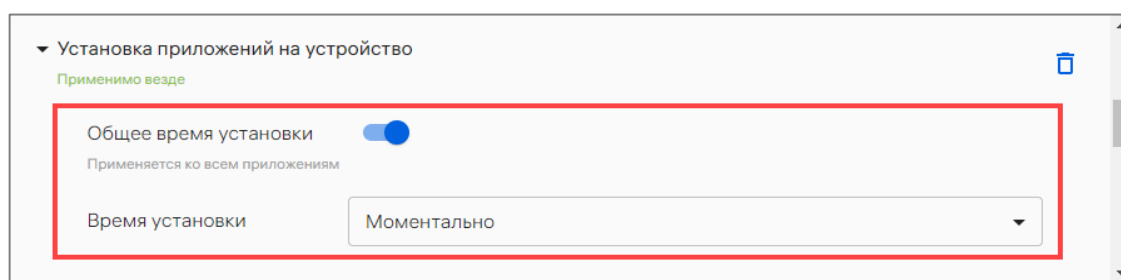 Установка приложений на устройство
Применимо везде
Общее время установки
Применяется ко всем приложениям
Время установки
Моментально